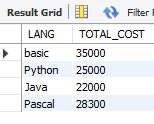 Result Grid Filter
LANG TOTAL_COST
basic 35000
Python 25000
Java 22000
Pascal 28300